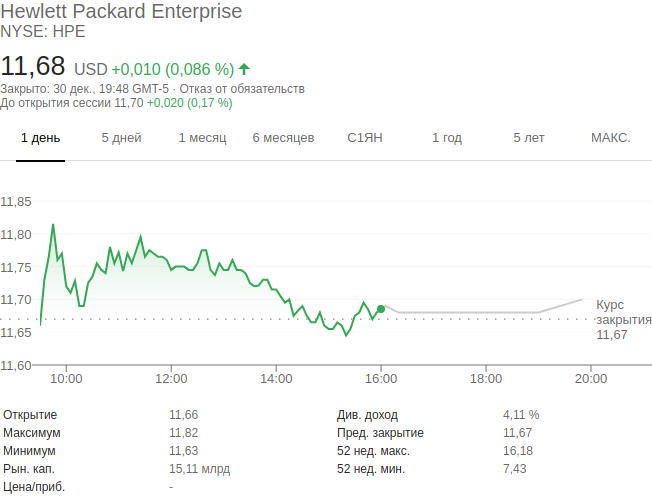 Hewlett Packard Enterprise
NYSE: HPE
11,68 USD +0,010 (0,086 %)
Закрыто: 30 дек., 19:48 GMT-5 · Отказ от обязательств
До открытия сессии 11,70 +0,020 (0,17 %)
1 день 5 дней 1 месяц 6 месяцев С1ЯН 1 год 5 лет МАКС.
11,85
11,80
11,75
11,70
11,65
11,60
Курс
закрытия
11,67
10:00 12:00 14:00 16:00 18:00 20:00
Открытие 11,66 Див. доход 4,11 %
Максимум 11,82 Пред. закрытие 11,67
Минимум 11,63 52 нед. макс. 16,18
Рын. кап. 15,11 млрд 52 нед. мин. 7,43
Цена/приб. -